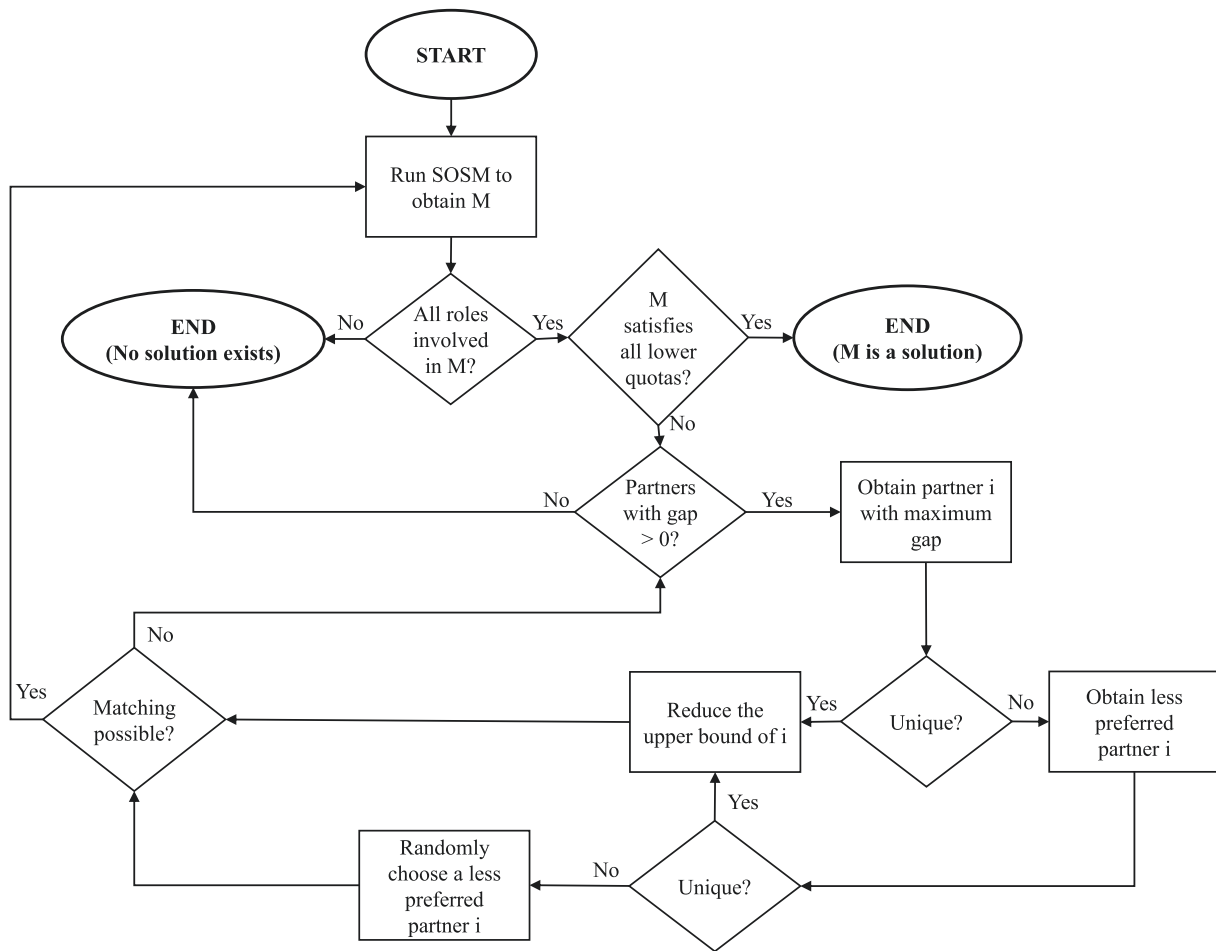 START
Run SOSM to
obtain M
All roles
involved
in M?
No
Yes
END
(No solution exists)
M
satisfies
all lower
quotas?
Yes
END
(M is a solution)
No
Partners
with gap
> 0?
No
Yes
Obtain partner i
with maximum
gap
Unique?
Yes
No
Obtain less
preferred
partner i
Reduce the
upper bound of i
Matching
possible?
No
Yes
Unique?
Yes
No
Randomly
choose a less
preferred
partner i